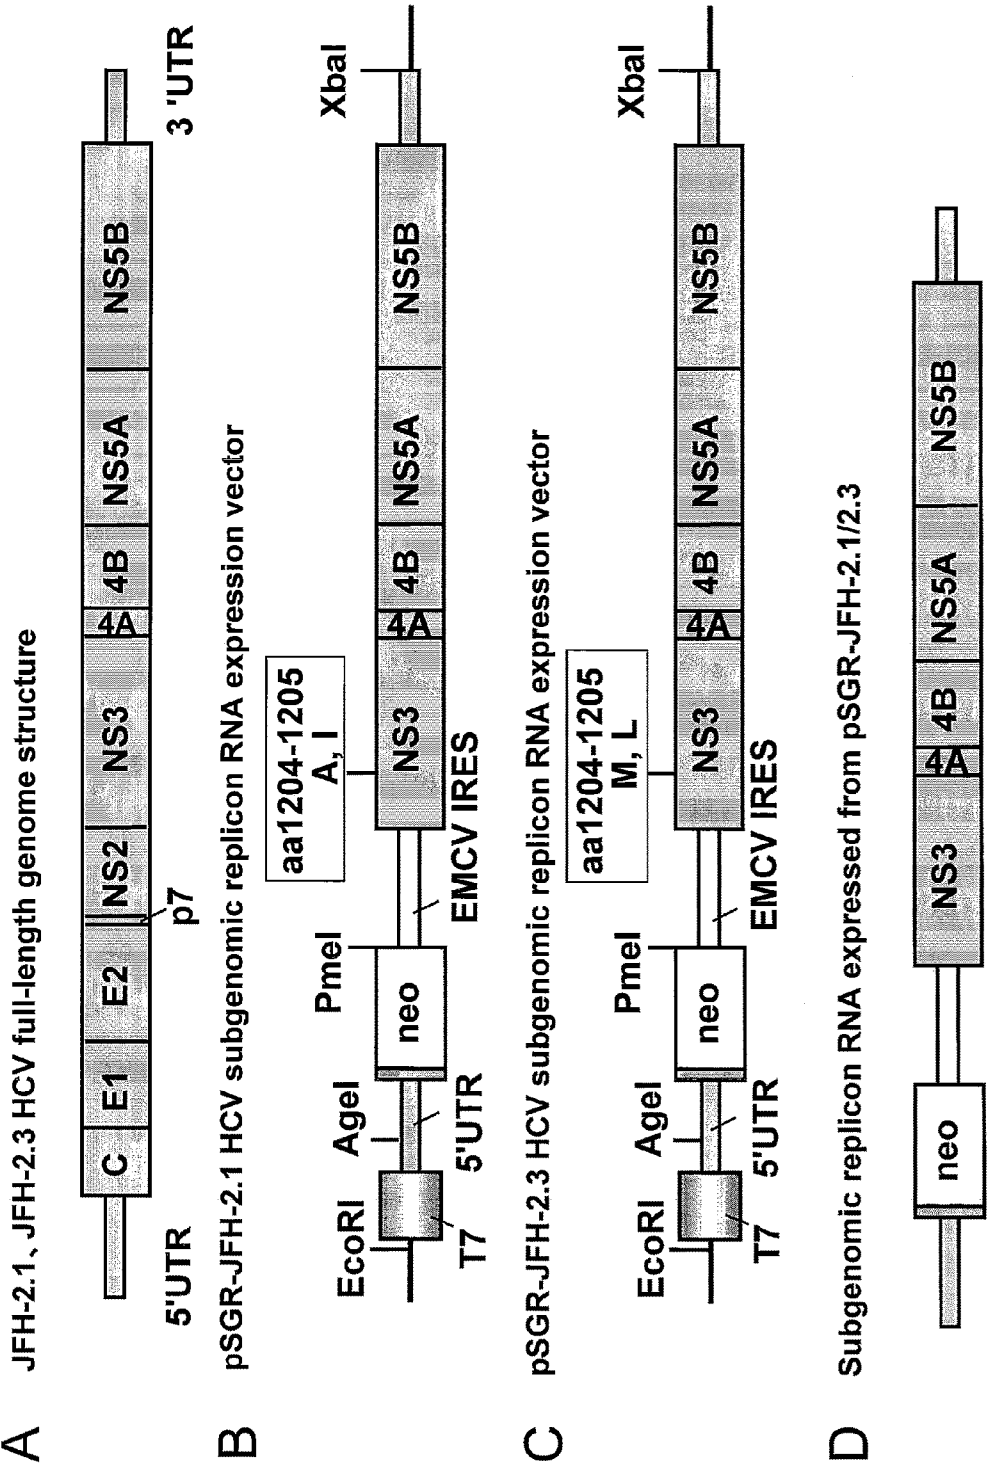 A
JFH-2.1、JFH-2.3 HCV full-length genome structure
C E1 E2 NS2 NS3 4A 4B NS5A NS5B
5'UTR p7 3 'UTR
B
pSGR-JFH-2.1 HCV subgenomic replicon RNA expression vector
aa1204-1205
A, I
EcoRI AgeI PmeI XbaI
neo NS3 4A 4B NS5A NS5B
T7 5'UTR EMCV IRES
C
pSGR-JFH-2.3 HCV subgenomic replicon RNA expression vector
aa1204-1205
M, L
EcoRI AgeI PmeI XbaI
neo NS3 4A 4B NS5A NS5B
T7 5'UTR EMCV IRES
D
Subgenomic replicon RNA expressed from pSGR-JFH-2.1/2.3
neo NS3 4A 4B NS5A NS5B